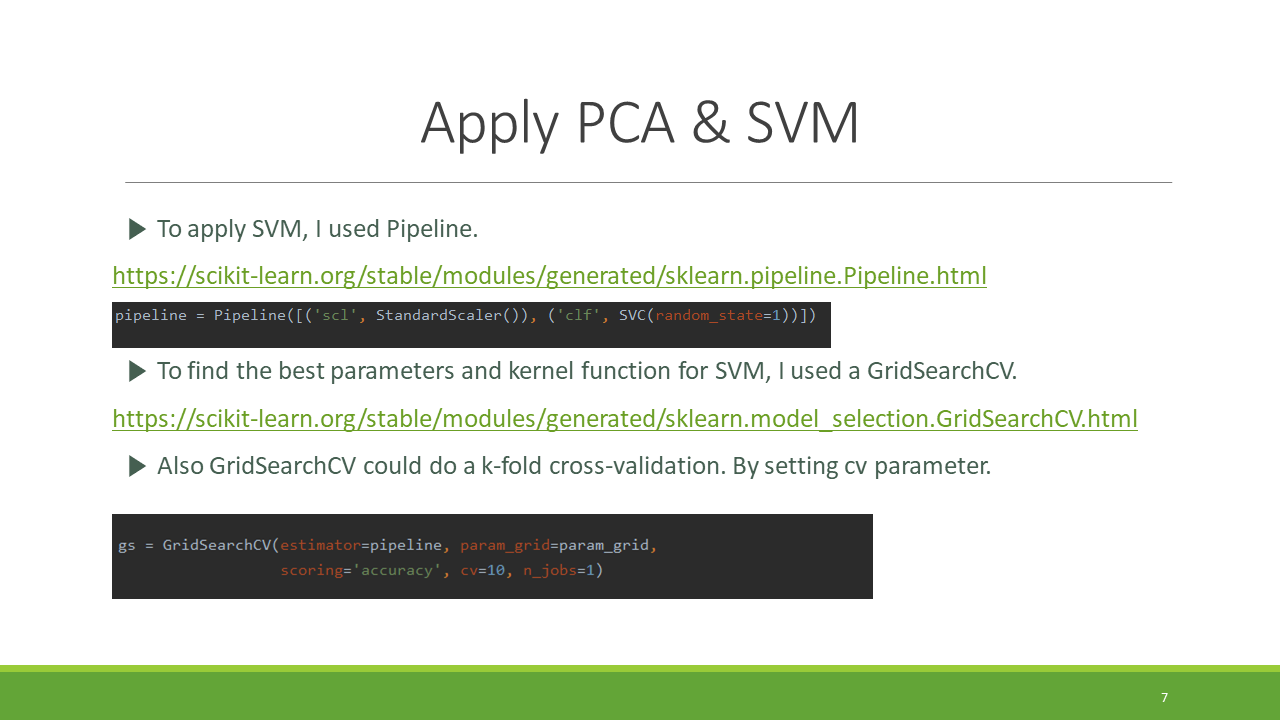 Apply PCA & SVM
To apply SVM, I used Pipeline.
https://scikit-learn.org/stable/modules/generated/sklearn.pipeline.Pipeline.html
pipeline = Pipeline([('scl', StandardScaler()), ('clf', SVC(random_state=1))])
To find the best parameters and kernel function for SVM, I used a GridSearchCV.
https://scikit-learn.org/stable/modules/generated/sklearn.model_selection.GridSearchCV.html
Also GridSearchCV could do a k-fold cross-validation. By setting cv parameter.
gs = GridSearchCV(estimator=pipeline, param_grid=param_grid,
scoring='accuracy', cv=10, n_jobs=1)
7